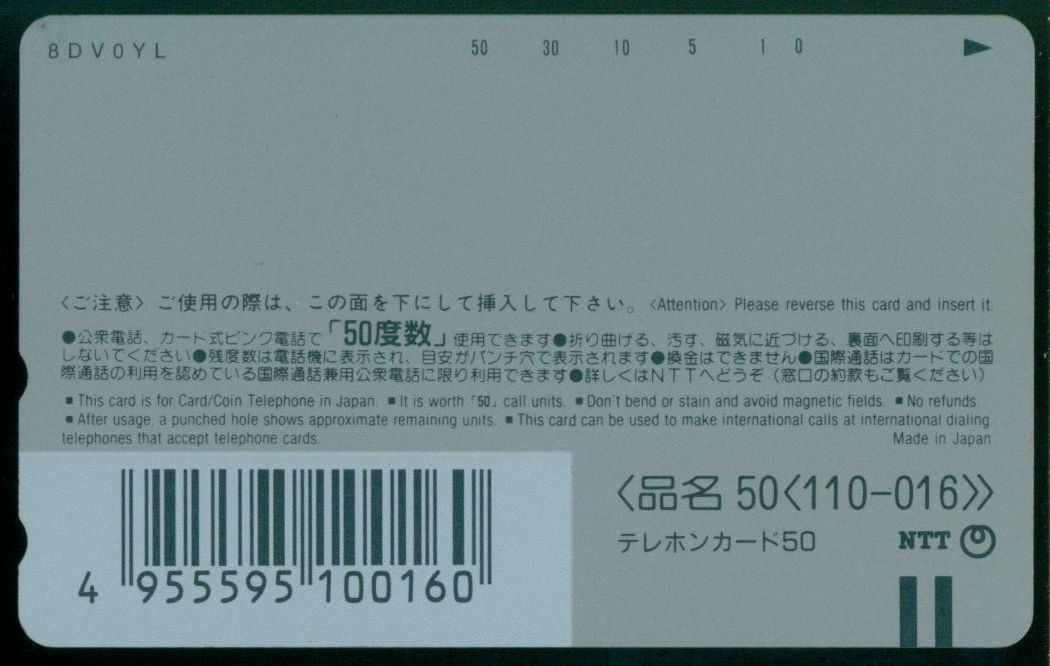 8DV0YL 50 30 10 5 1 0
〈ご注意〉ご使用の際は、この面を下にして挿入して下さい。〈Attention〉Please reverse this card and insert it.
●公衆電話、カード式ピンク電話で「50度数」使用できます●折り曲げる、汚す、磁気に近づける、裏面へ印刷する等は
しないでください●残度数は電話機に表示され、目安がパンチ穴で表示されます●換金はできません●国際通話はカードでの国
際通話の利用を認めている国際通話兼用公衆電話に限り利用できます●詳しくはNTTへどうぞ（窓口の約款もご覧ください）
■This card is for Card/Coin Telephone in Japan. ■It is worth「50」call units. ■Don't bend or stain and avoid magnetic fields. ■No refunds.
■After usage. a punched hole shows approximate remaining units. ■This card can be used to make international calls at international dialing
telephones that accept telephone cards.
Made in Japan
4 955595 100160
〈品名 50〈110-016〉〉
テレホンカード50
NTT